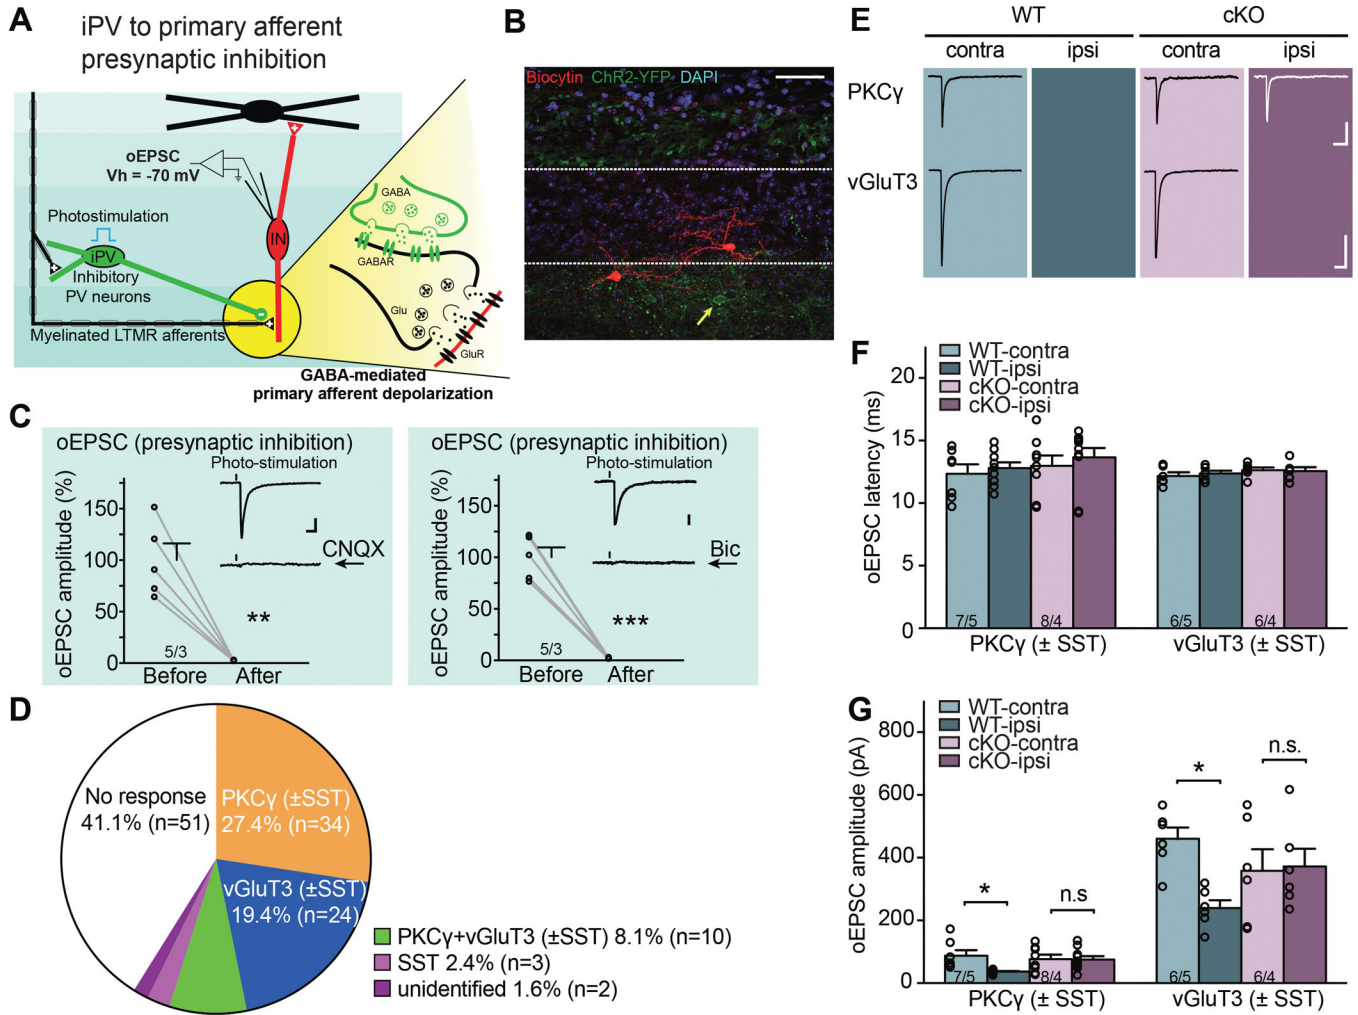 A
iPV to primary afferent
presynaptic inhibition
oEPSC
Vh = -70 mV
Photostimulation
iPV
Inhibitory
PV neurons
IN
Myelinated LTMR afferents
GABA
GABAR
Glu
GluR
GABA-mediated
primary afferent depolarization
B
Biocytin ChR2-YFP DAPI
C
oEPSC (presynaptic inhibition)
Photo-stimulation
oEPSC amplitude (%)
150
100
50
0
CNQX
**
5/3
Before After
oEPSC (presynaptic inhibition)
Photo-stimulation
oEPSC amplitude (%)
150
100
50
0
Bic
***
5/3
Before After
D
No response
41.1% (n=51)
PKCγ (±SST)
27.4% (n=34)
vGluT3 (±SST)
19.4% (n=24)
PKCγ+vGluT3 (±SST) 8.1% (n=10)
SST 2.4% (n=3)
unidentified 1.6% (n=2)
E
WT cKO
contra ipsi contra ipsi
PKCγ
vGluT3
F
WT-contra
WT-ipsi
cKO-contra
cKO-ipsi
oEPSC latency (ms)
20
15
10
5
0
7/5 8/4 6/5 6/4
PKCγ (± SST) vGluT3 (± SST)
G
WT-contra
WT-ipsi
cKO-contra
cKO-ipsi
oEPSC amplitude (pA)
800
600
400
200
0
* n.s * n.s.
7/5 8/4 6/5 6/4
PKCγ (± SST) vGluT3 (± SST)